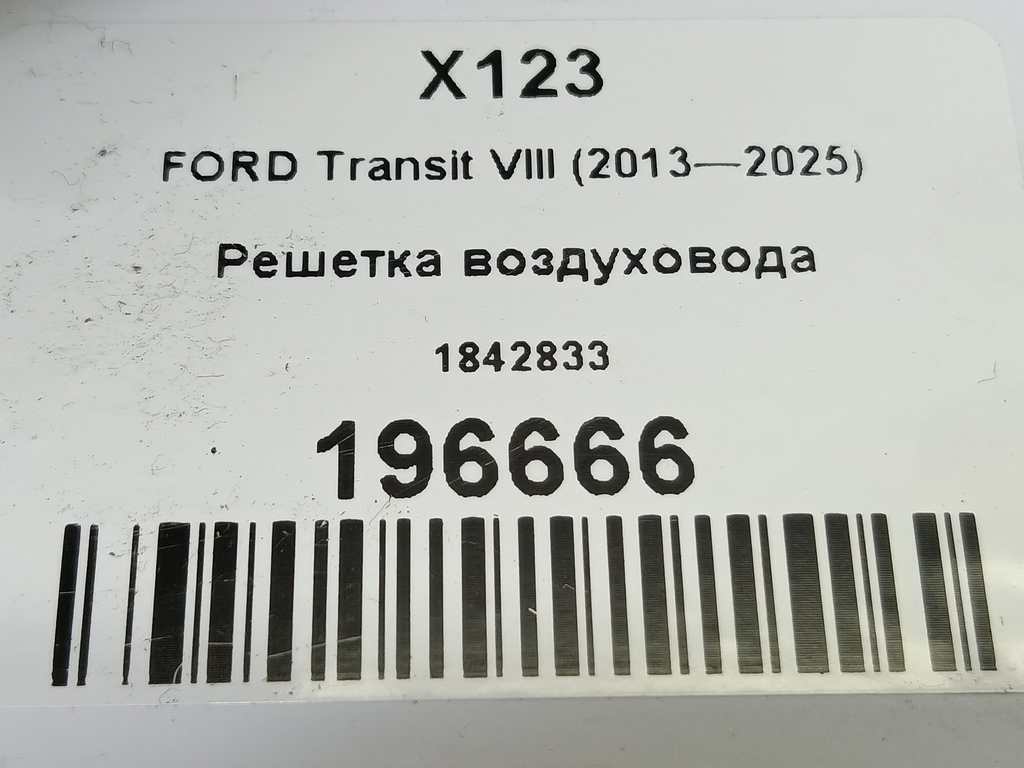 X123
FORD Transit VIII (2013—2025)
Решетка воздуховода
1842833
196666